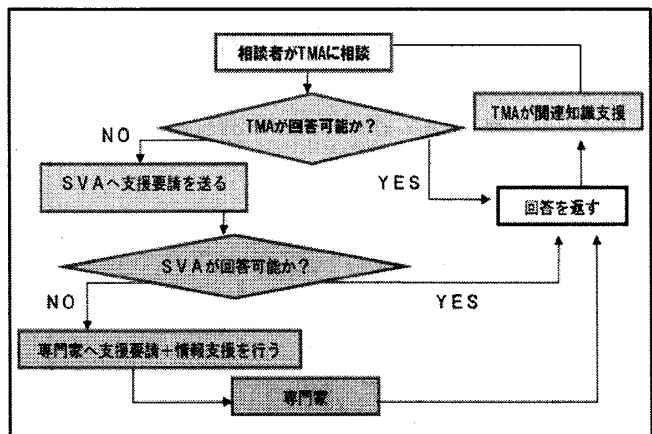 相談者がTMAに相談
TMAが回答可能か?
TMAが関連知識支援
NO
SVAへ支援要請を送る
YES
回答を返す
SVAが回答可能か?
NO
YES
専門家へ支援要請+情報支援を行う
専門家